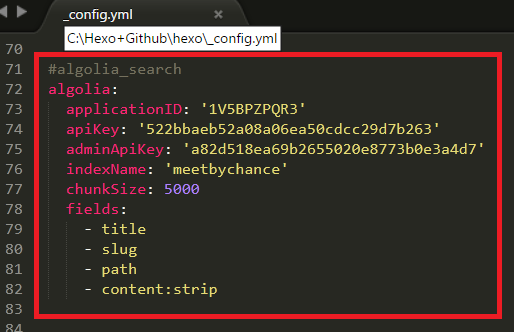 _config.yml
C:\Hexo+Github\hexo\_config.yml
70
71 #algolia_search
72 algolia:
73 applicationID: '1V5BPZPQR3'
74 apiKey: '522bbaeb52a08a06ea50cdcc29d7b263'
75 adminApiKey: 'a82d518ea69b2655020e8773b0e3a4d7'
76 indexName: 'meetbychance'
77 chunkSize: 5000
78 fields:
79 - title
80 - slug
81 - path
82 - content:strip
83
84